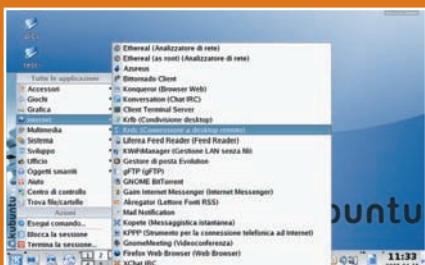 Tutte le applicazioni
Accessori
Giochi
Grafica
Internet
Multimedia
Sistema
Sviluppo
Ufficio
Oggetti smarriti
Aiuto
Centro di controllo
Trova file/cartelle
Azioni
Esegui comando...
Blocca la sessione
Termina la sessione...
Ethereal (Analizzatore di rete)
Ethereal (as root) (Analizzatore di rete)
Azureus
Bittornado Client
Konqueror (Browser Web)
Konversation (Chat IRC)
Client Terminal Server
Krfb (Condivisione desktop)
Krdc (Connessione a desktop remoto)
Liferea Feed Reader (Feed Reader)
KWiFiManager (Gestione LAN senza fili)
Gestore di posta Evolution
gFTP (gFTP)
GNOME BitTorrent
Gaim Internet Messenger (Internet Messenger)
Akregator (Lettore Fonti RSS)
Mail Notification
Kopete (Messaggistica istantanea)
KPPP (Strumento per la connessione telefonica ad Internet)
GnomeMeeting (Videoconferenza)
Firefox Web Browser (Web Browser)
XChat IRC
kubuntu
buntu
1 2
11:33